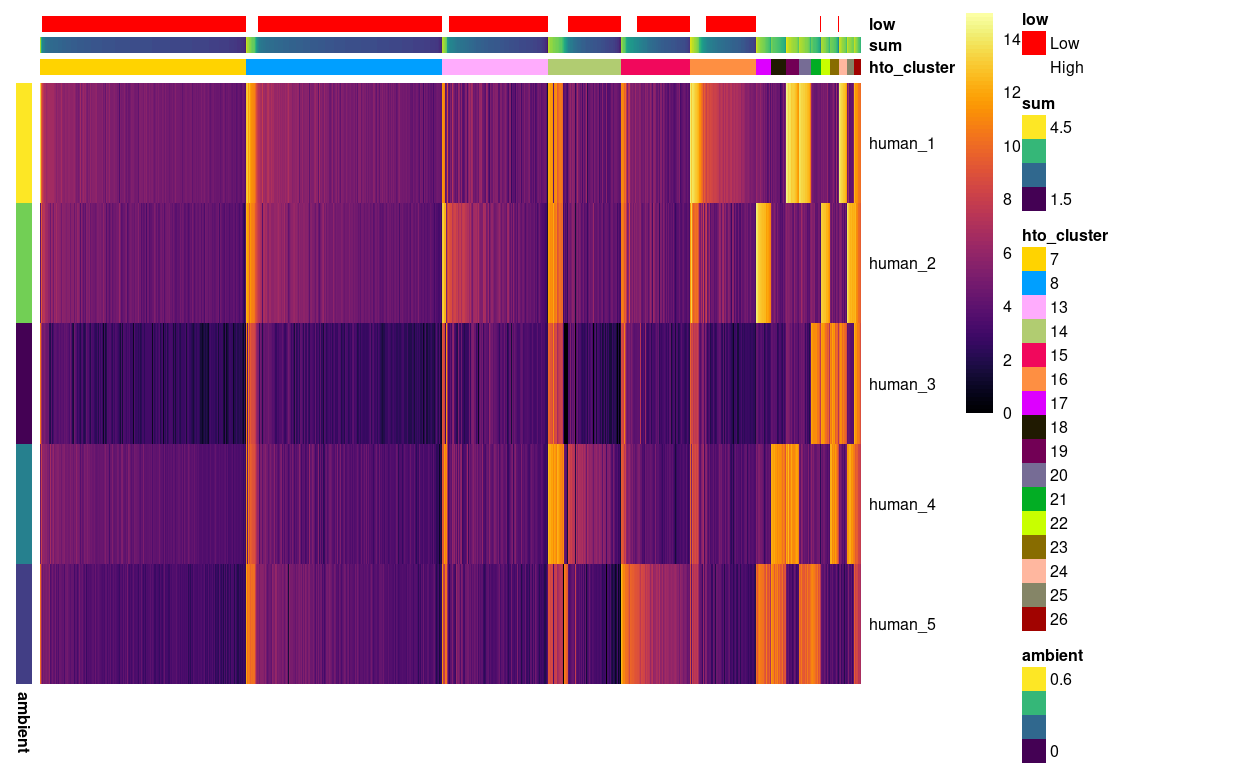 low
sum
hto_cluster
human_1
human_2
human_3
human_4
human_5
ambient
14
12
10
8
6
4
2
0
low
Low
High
sum
4.5
1.5
hto_cluster
7
8
13
14
15
16
17
18
19
20
21
22
23
24
25
26
ambient
0.6
0